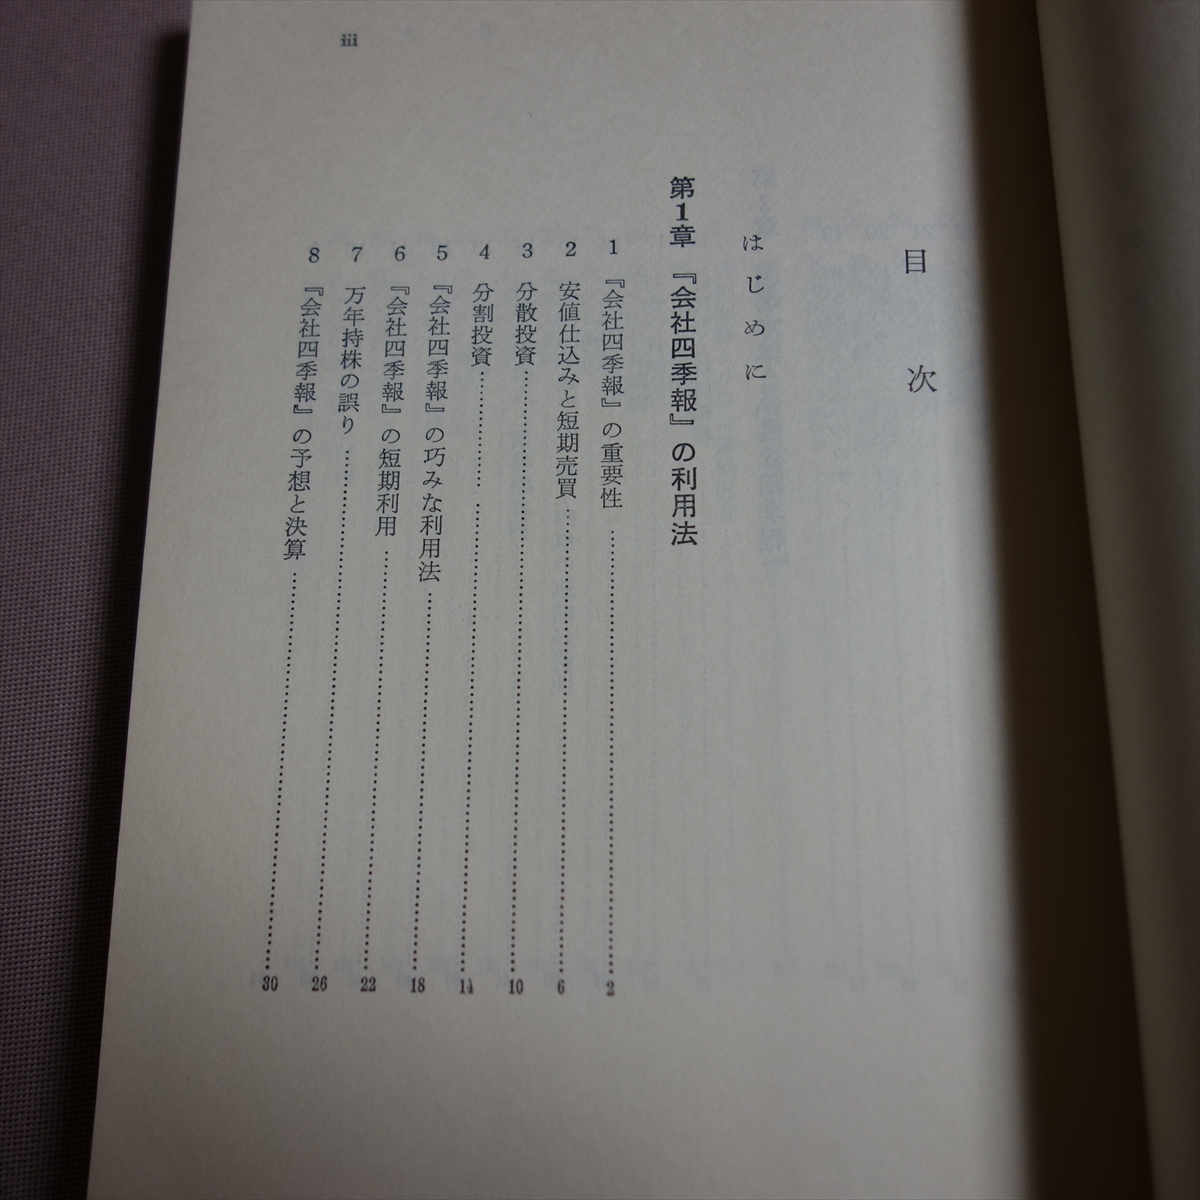 目次
はじめに
第1章 『会社四季報』の利用法
1 『会社四季報』の重要性 2
2 安値仕込みと短期売買 6
3 分散投資 10
4 分割投資 14
5 『会社四季報』の巧みな利用法 18
6 『会社四季報』の短期利用 22
7 万年持株の誤り 26
8 『会社四季報』の予想と決算 30
iii